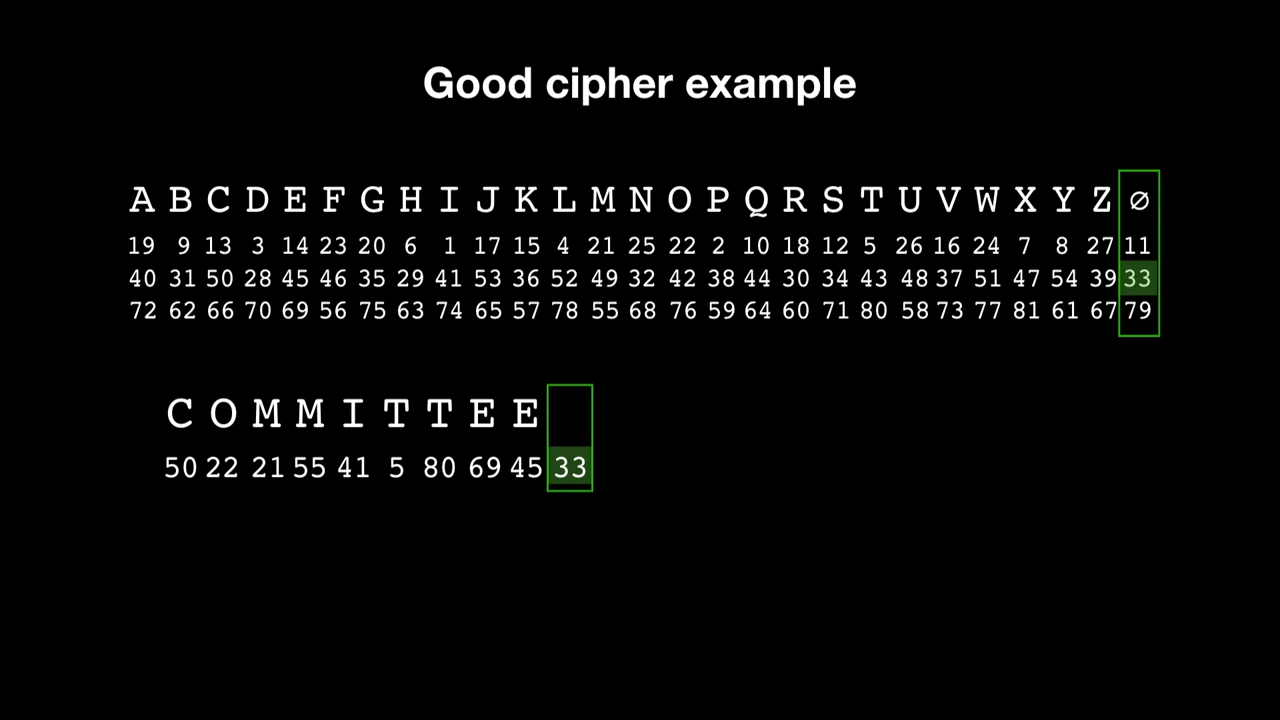 Good cipher example
A B C D E F G H I J K L M N O P Q R S T U V W X Y Z ∅
19 9 13 3 14 23 20 6 1 17 15 4 21 25 22 2 10 18 12 5 26 16 24 7 8 27 11
40 31 50 28 45 46 35 29 41 53 36 52 49 32 42 38 44 30 34 43 48 37 51 47 54 39 33
72 62 66 70 69 56 75 63 74 65 57 78 55 68 76 59 64 60 71 80 58 73 77 81 61 67 79
C O M M I T T E E
50 22 21 55 41 5 80 69 45 33